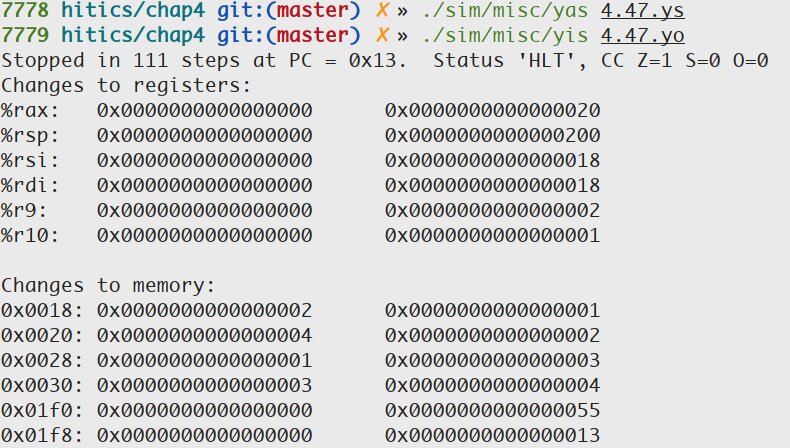 7778 hitics/chap4 git:(master) ✗ » ./sim/misc/yas 4.47.ys
7779 hitics/chap4 git:(master) ✗ » ./sim/misc/yis 4.47.yo
Stopped in 111 steps at PC = 0x13.  Status 'HLT', CC Z=1 S=0 O=0
Changes to registers:
%rax:   0x0000000000000000      0x0000000000000020
%rsp:   0x0000000000000000      0x0000000000000200
%rsi:   0x0000000000000000      0x0000000000000018
%rdi:   0x0000000000000000      0x0000000000000018
%r9:    0x0000000000000000      0x0000000000000002
%r10:   0x0000000000000000      0x0000000000000001

Changes to memory:
0x0018: 0x0000000000000002      0x0000000000000001
0x0020: 0x0000000000000004      0x0000000000000002
0x0028: 0x0000000000000001      0x0000000000000003
0x0030: 0x0000000000000003      0x0000000000000004
0x01f0: 0x0000000000000000      0x0000000000000055
0x01f8: 0x0000000000000000      0x0000000000000013